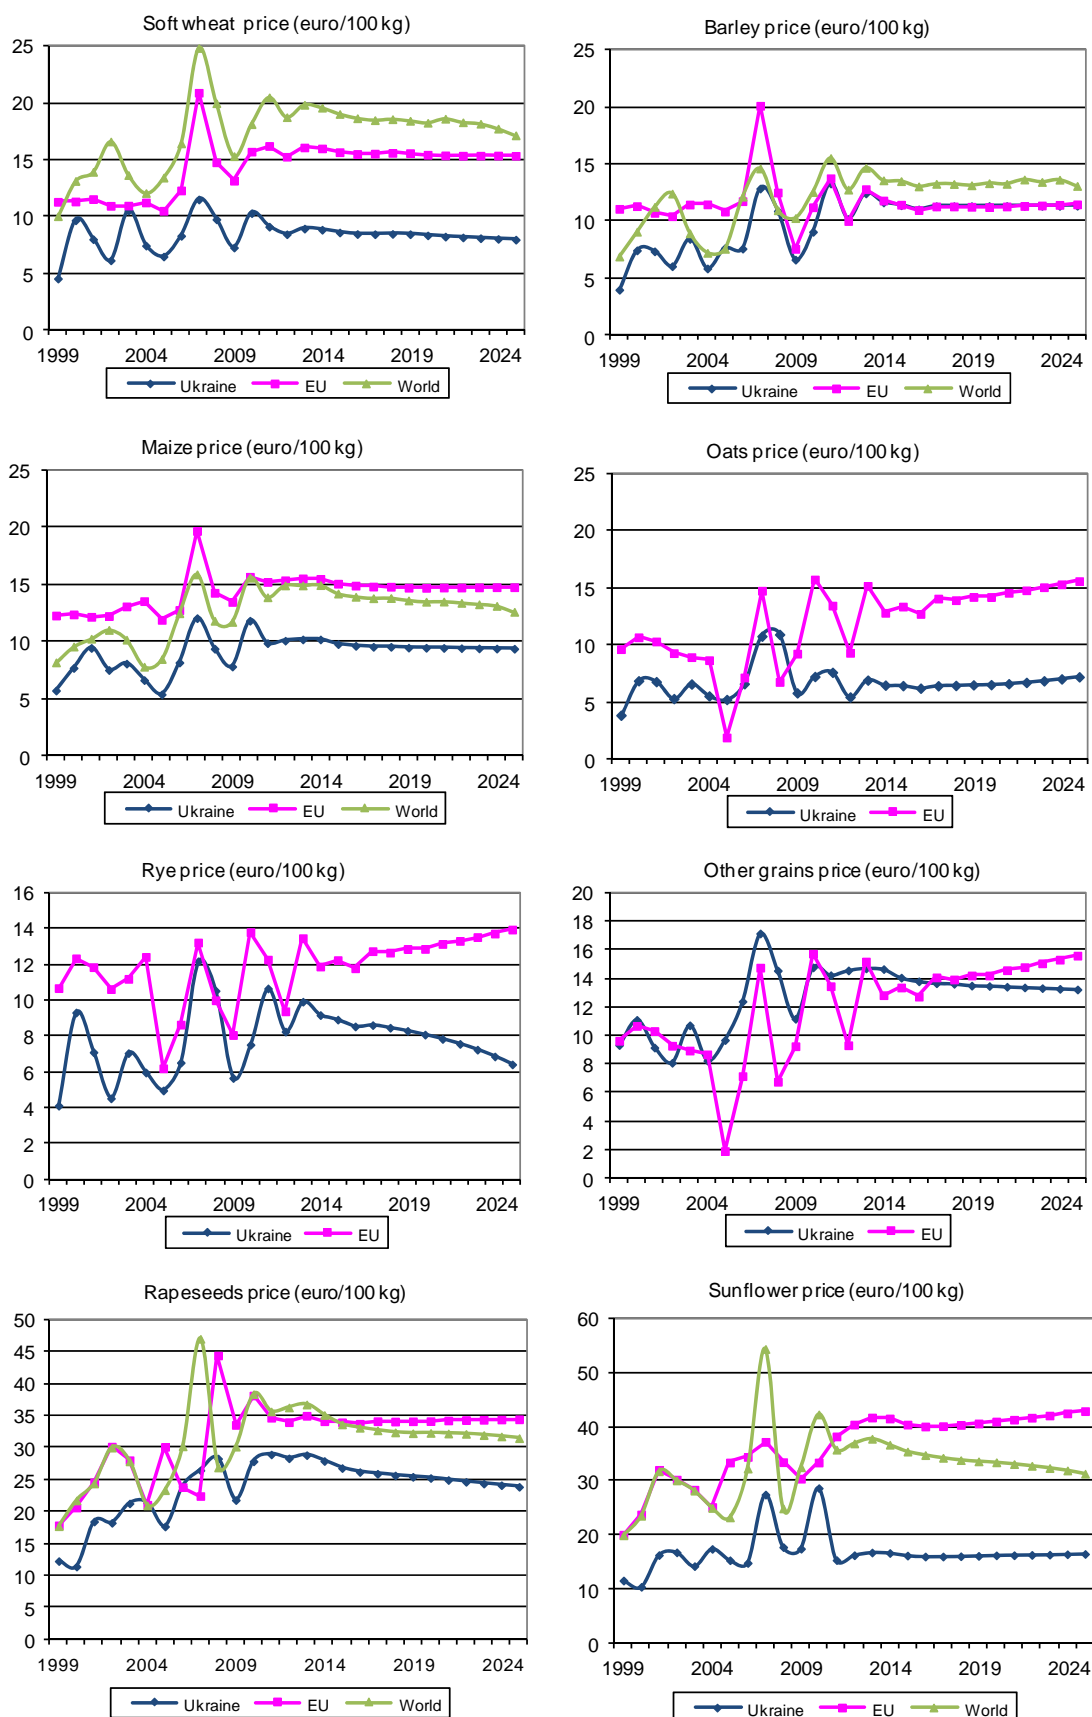 Soft wheat price (euro/100 kg)
25
20
15
10
5
0
1999 2004 2009 2014 2019 2024
Ukraine EU World
Barley price (euro/100 kg)
25
20
15
10
5
0
1999 2004 2009 2014 2019 2024
Ukraine EU World
Maize price (euro/100 kg)
25
20
15
10
5
0
1999 2004 2009 2014 2019 2024
Ukraine EU World
Oats price (euro/100 kg)
25
20
15
10
5
0
1999 2004 2009 2014 2019 2024
Ukraine EU
Rye price (euro/100 kg)
16
14
12
10
8
6
4
2
0
1999 2004 2009 2014 2019 2024
Ukraine EU
Other grains price (euro/100 kg)
20
18
16
14
12
10
8
6
4
2
0
1999 2004 2009 2014 2019 2024
Ukraine EU
Rapeseeds price (euro/100 kg)
50
45
40
35
30
25
20
15
10
5
0
1999 2004 2009 2014 2019 2024
Ukraine EU World
Sunflower price (euro/100 kg)
60
50
40
30
20
10
0
1999 2004 2009 2014 2019 2024
Ukraine EU World